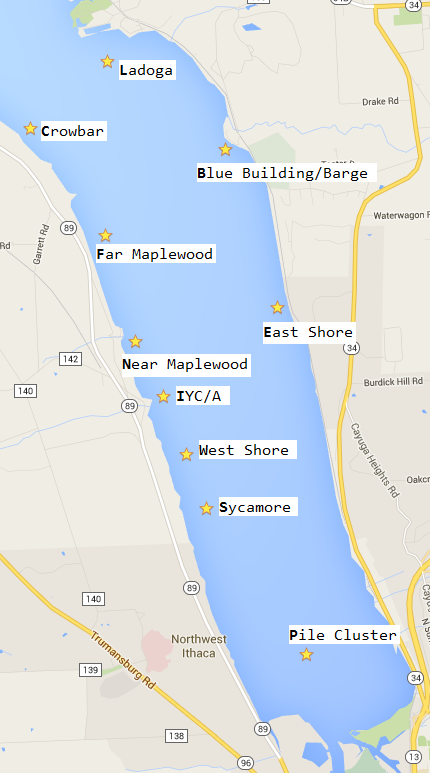 34
Ladoga
Drake Rd
Crowbar
Blue Building/Barge
Waterwagon R
89
Garrett Rd
Rd
Far Maplewood
East Shore
34
142
Near Maplewood
Burdick Hill Rd
140
IYC/A
89
Cayuga Heights Rd
West Shore
Oakcr
Sycamore
89
140
Trumansburg Rd
Northwest
Ithaca
Pile Cluster
139
34
89
138
96
13